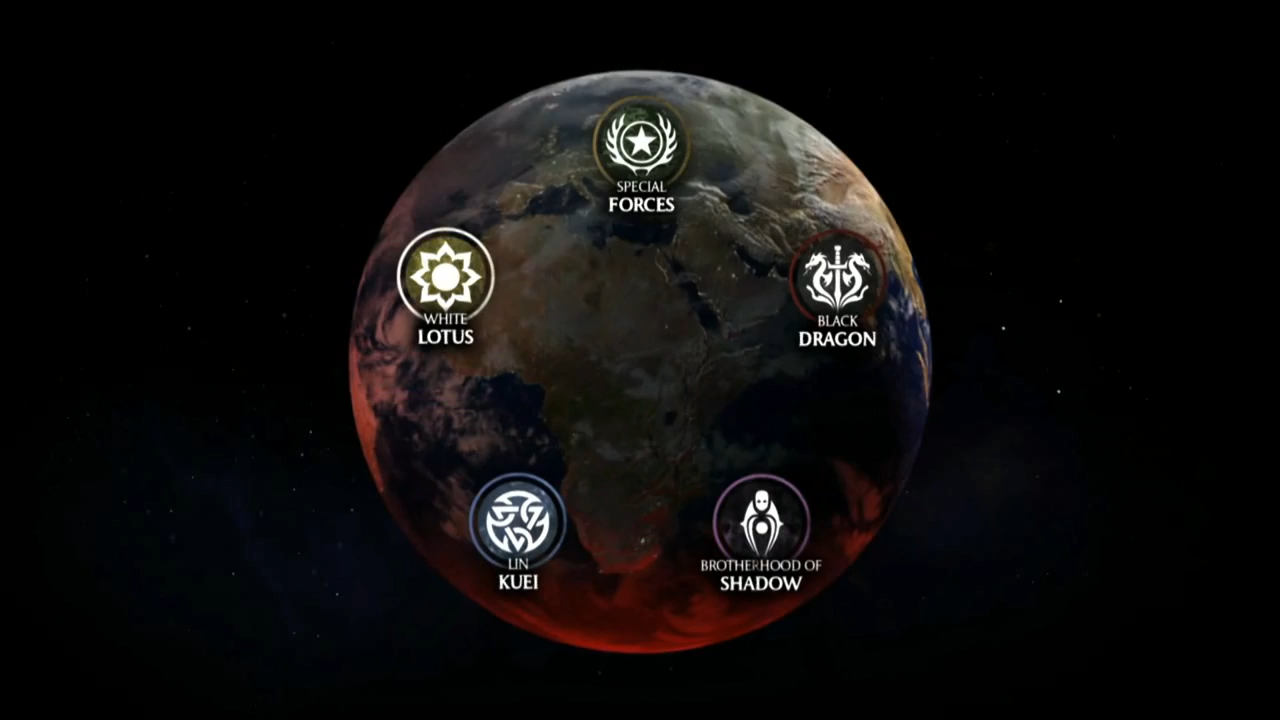 SPECIAL
FORCES
WHITE
LOTUS
BLACK
DRAGON
LIN
KUEI
BROTHERHOOD OF
SHADOW